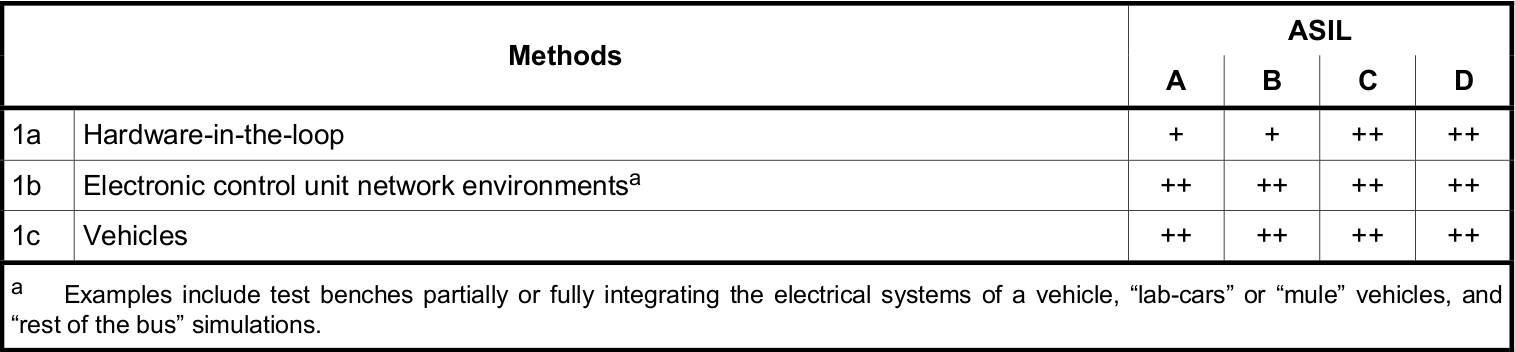 Methods
ASIL
A B C D
1a Hardware-in-the-loop + + ++ ++
1b Electronic control unit network environmentsa ++ ++ ++ ++
1c Vehicles ++ ++ ++ ++
a Examples include test benches partially or fully integrating the electrical systems of a vehicle, “lab-cars” or “mule” vehicles, and
“rest of the bus” simulations.